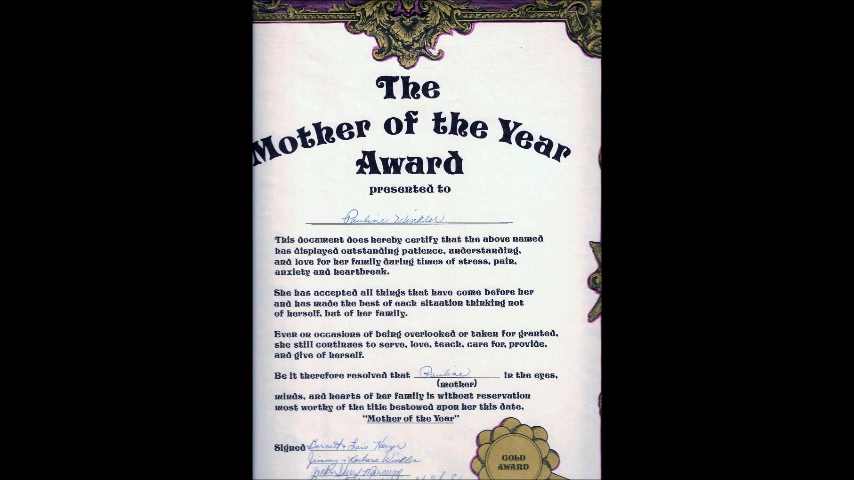 The
Mother of the Year
Award
presented to
Pauline Winkler
This document does hereby certify that the above named
has displayed outstanding patience, understanding,
and love for her family during times of stress, pain,
anxiety and heartbreak.
She has accepted all things that have come before her
and has made the best of each situation thinking not
of herself, but of her family.
Even on occasions of being overlooked or taken for granted,
she still continues to serve, love, teach, care for, provide,
and give of herself.
Be it therefore resolved that Pauline in the eyes,
(mother)
minds, and hearts of her family is without reservation
most worthy of the title bestowed upon her this date.
"Mother of the Year"
Signed
Jimmy & Barbara Winkler
GOLD
AWARD